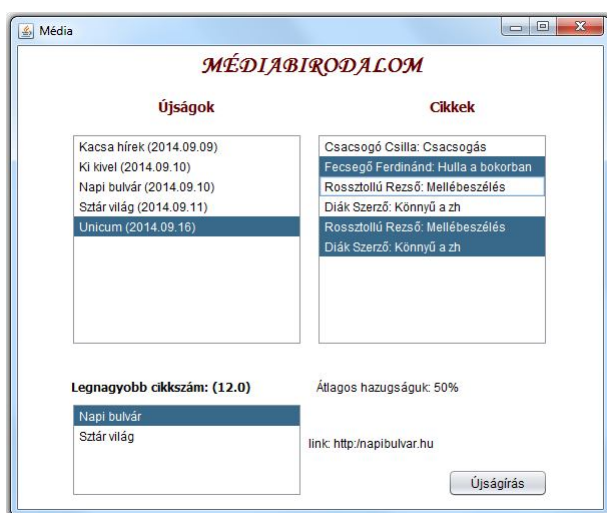 Média
MÉDIABIRODALOM
Újságok
Kacsa hírek (2014.09.09)
Ki kivel (2014.09.10)
Napi bulvár (2014.09.10)
Sztár világ (2014.09.11)
Unicum (2014.09.16)
Cikkek
Csacsogó Csilla: Csacsogás
Fecsegő Ferdinánd: Hulla a bokorban
Rossztollú Rezső: Mellébeszélés
Diák Szerző: Könnyű a zh
Rossztollú Rezső: Mellébeszélés
Diák Szerző: Könnyű a zh
Legnagyobb cikkszám: (12.0)
Napi bulvár
Sztár világ
Átlagos hazugságuk: 50%
link: http:/napibulvar.hu
Újságírás